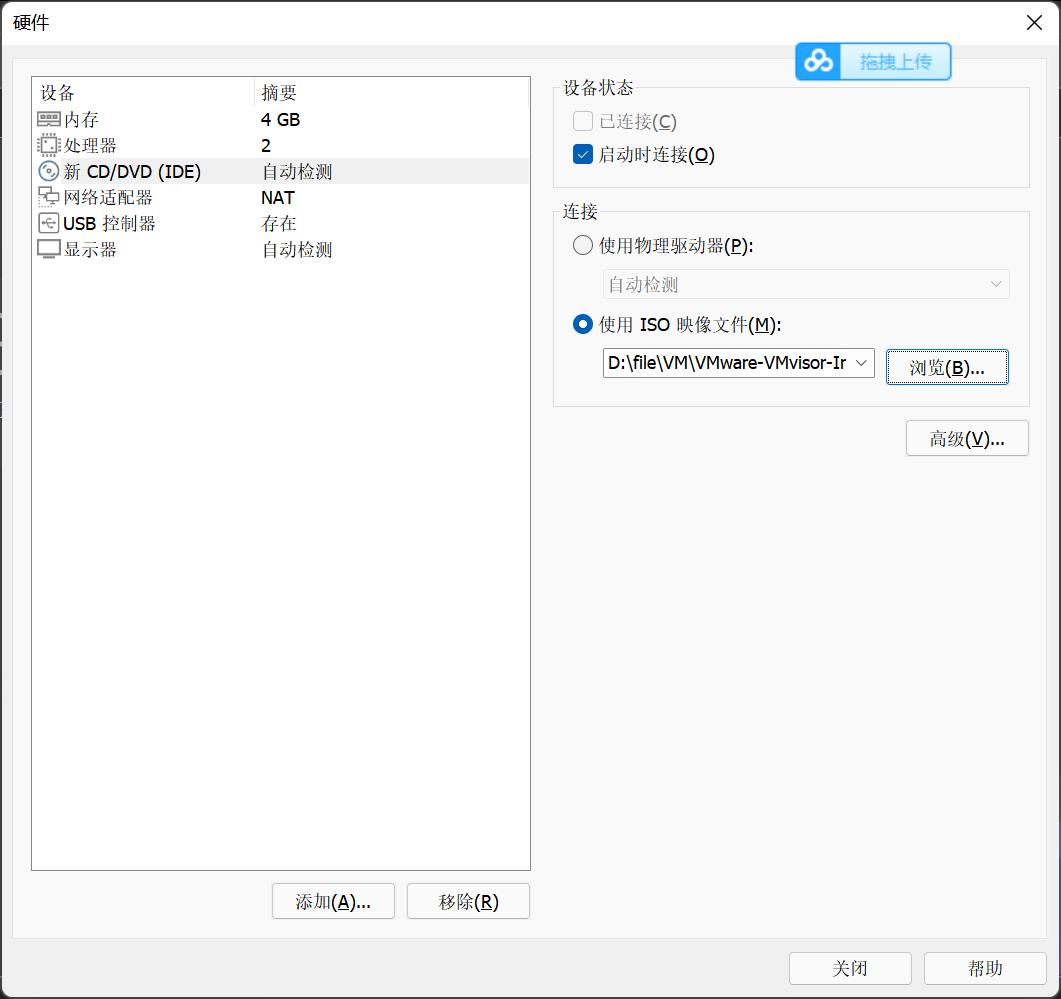 硬件
拖拽上传
设备 摘要
内存 4 GB
处理器 2
新 CD/DVD (IDE) 自动检测
网络适配器 NAT
USB 控制器 存在
显示器 自动检测
添加(A)... 移除(R)
设备状态
已连接(C)
启动时连接(O)
连接
使用物理驱动器(P):
自动检测
使用 ISO 映像文件(M):
D:\file\VM\VMware-VMvisor-Ir 浏览(B)...
高级(V)...
关闭 帮助